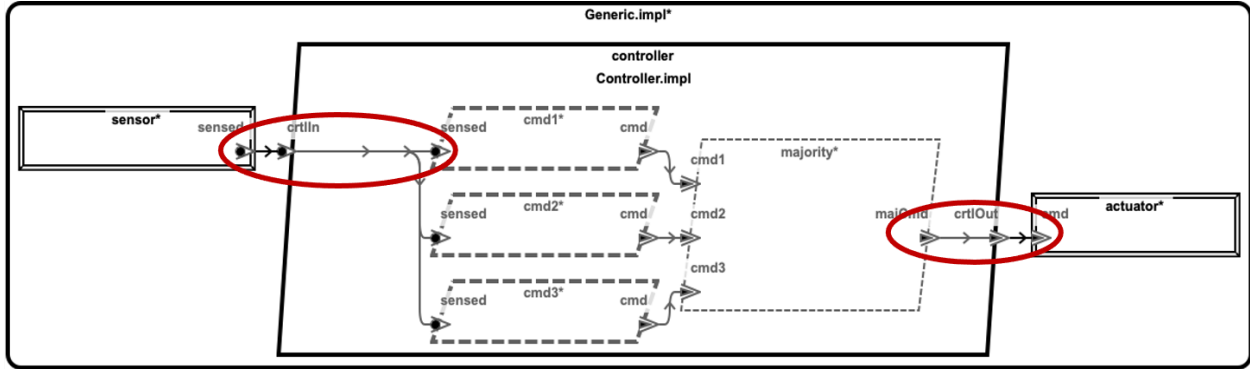 Generic.impl*
controller
Controller.impl
sensor*
sensed
crtlIn
sensed
cmd1*
cmd
cmd1
majority*
sensed
cmd2*
cmd
cmd2
majCmd
crtlOut
cmd
actuator*
cmd3
sensed
cmd3*
cmd